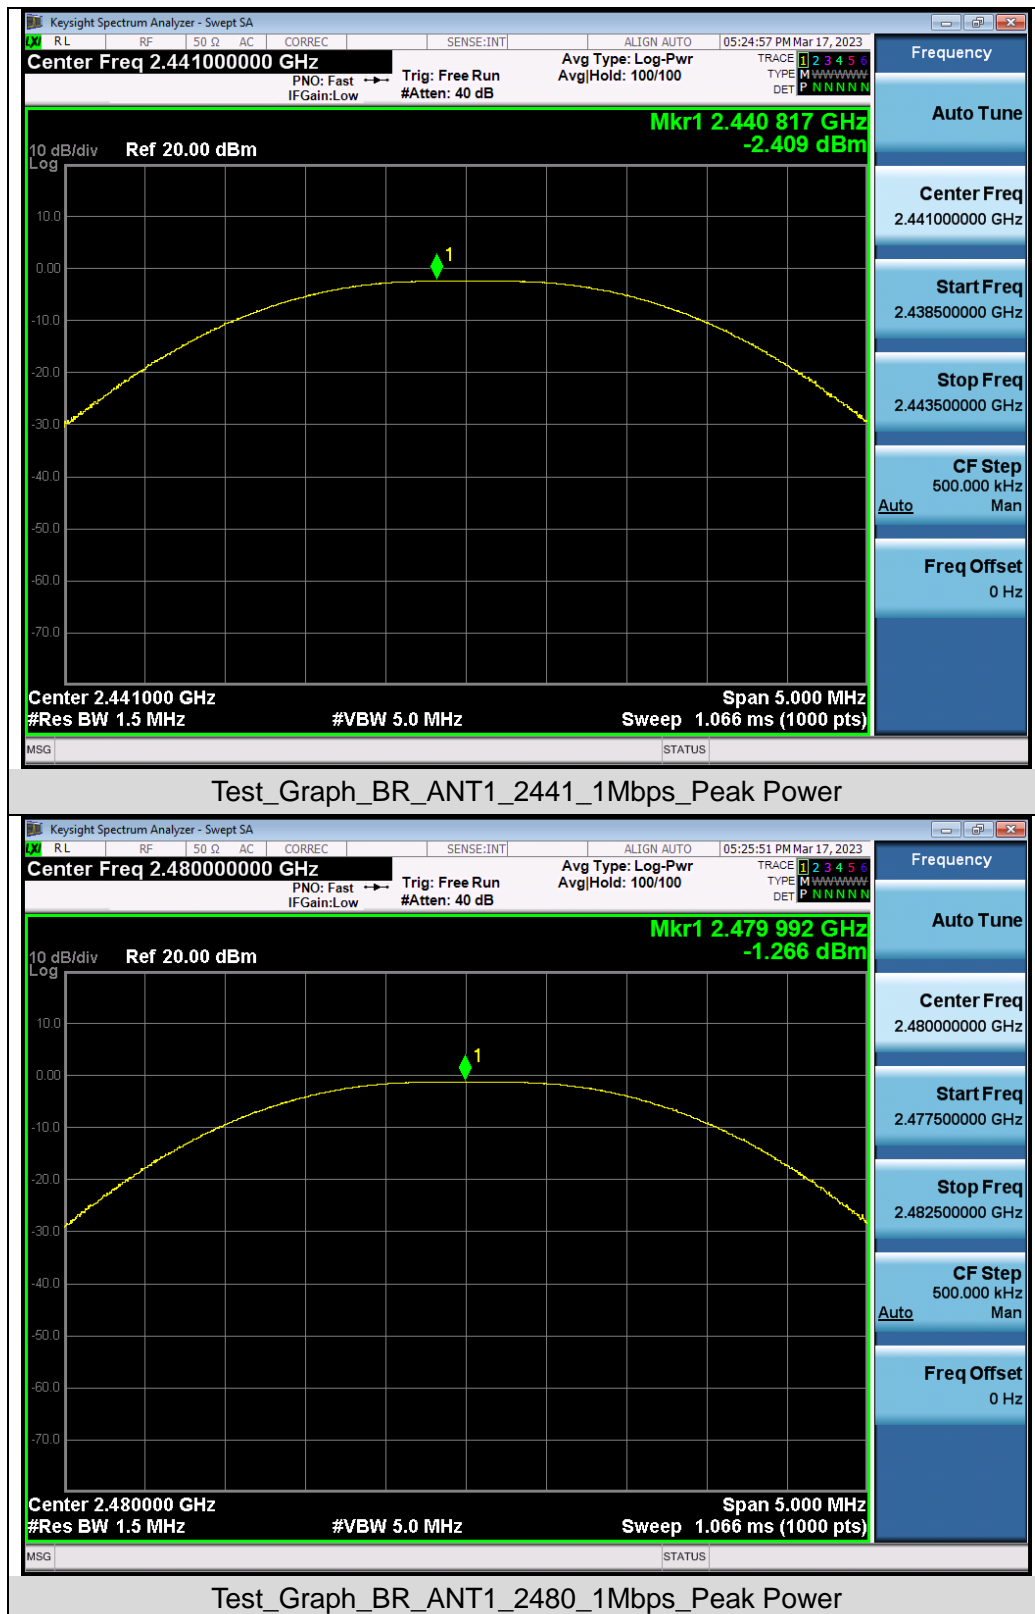 Keysight Spectrum Analyzer - Swept SA
LXI RL RF 50 Ω AC CORREC SENSE:INT ALIGN AUTO 05:24:57 PM Mar 17, 2023
Center Freq 2.441000000 GHz
PNO: Fast
IFGain:Low
Trig: Free Run
#Atten: 40 dB
Avg Type: Log-Pwr
Avg|Hold: 100/100
TRACE 1 2 3 4 5 6
TYPE M WWWWW
DET P N N N N N
Mkr1 2.440 817 GHz
-2.409 dBm
10 dB/div Ref 20.00 dBm
Log
10.0
0.00
-10.0
-20.0
-30.0
-40.0
-50.0
-60.0
-70.0
1
Center 2.441000 GHz Span 5.000 MHz
#Res BW 1.5 MHz #VBW 5.0 MHz Sweep 1.066 ms (1000 pts)
MSG STATUS
Frequency
Auto Tune
Center Freq
2.441000000 GHz
Start Freq
2.438500000 GHz
Stop Freq
2.443500000 GHz
CF Step
500.000 kHz
Auto Man
Freq Offset
0 Hz
Test_Graph_BR_ANT1_2441_1Mbps_Peak Power
Keysight Spectrum Analyzer - Swept SA
LXI RL RF 50 Ω AC CORREC SENSE:INT ALIGN AUTO 05:25:51 PM Mar 17, 2023
Center Freq 2.480000000 GHz
PNO: Fast
IFGain:Low
Trig: Free Run
#Atten: 40 dB
Avg Type: Log-Pwr
Avg|Hold: 100/100
TRACE 1 2 3 4 5 6
TYPE M WWWWW
DET P N N N N N
Mkr1 2.479 992 GHz
-1.266 dBm
10 dB/div Ref 20.00 dBm
Log
10.0
0.00
-10.0
-20.0
-30.0
-40.0
-50.0
-60.0
-70.0
1
Center 2.480000 GHz Span 5.000 MHz
#Res BW 1.5 MHz #VBW 5.0 MHz Sweep 1.066 ms (1000 pts)
MSG STATUS
Frequency
Auto Tune
Center Freq
2.480000000 GHz
Start Freq
2.477500000 GHz
Stop Freq
2.482500000 GHz
CF Step
500.000 kHz
Auto Man
Freq Offset
0 Hz
Test_Graph_BR_ANT1_2480_1Mbps_Peak Power